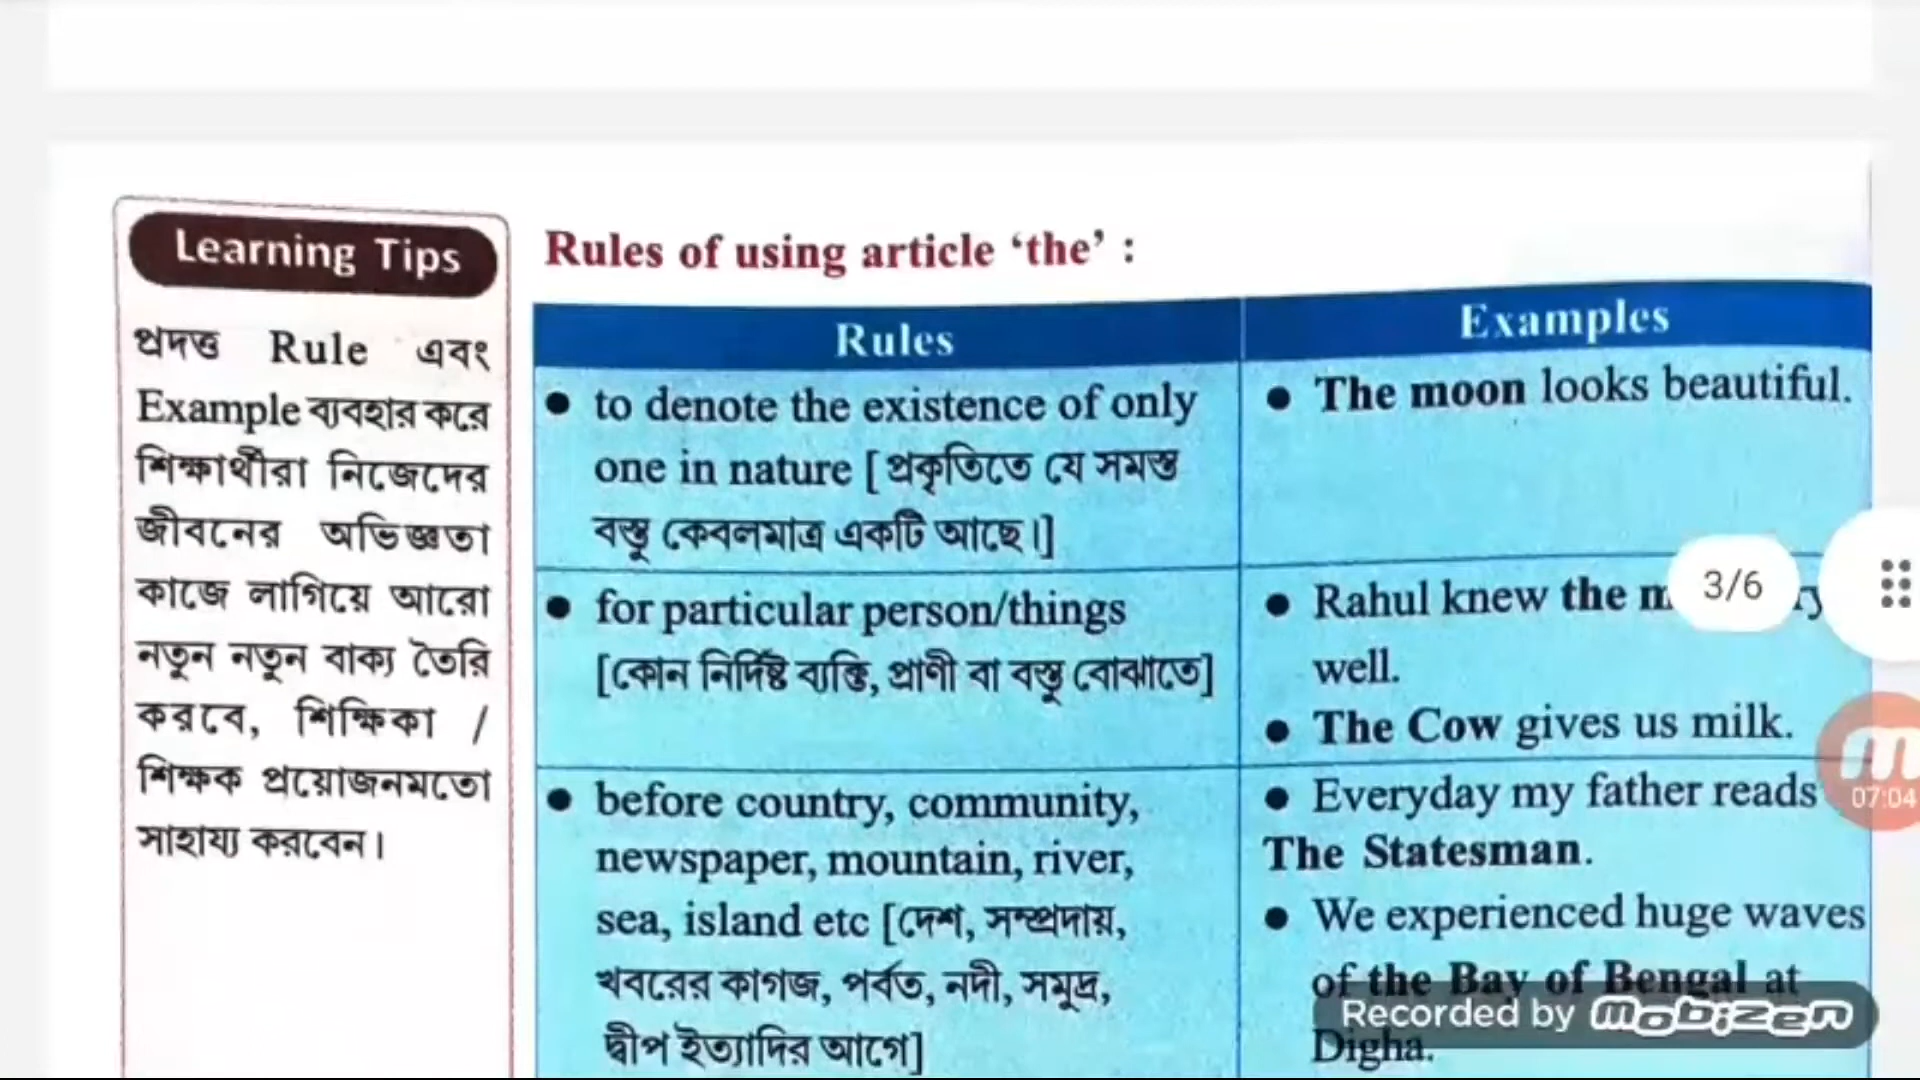 Learning Tips
প্রদত্ত Rule এবং
Example ব্যবহার করে
শিক্ষার্থীরা নিজেদের
জীবনের অভিজ্ঞতা
কাজে লাগিয়ে আরো
নতুন নতুন বাক্য তৈরি
করবে, শিক্ষিকা /
শিক্ষক প্রয়োজনমতো
সাহায্য করবেন।
Rules of using article ‘the’ :
Rules
Examples
● to denote the existence of only
one in nature [ প্রকৃতিতে যে সমস্ত
বস্তু কেবলমাত্র একটি আছে।]
● The moon looks beautiful.
● for particular person/things
[কোন নির্দিষ্ট ব্যক্তি, প্রাণী বা বস্তু বোঝাতে]
● Rahul knew the
well.
● The Cow gives us milk.
● before country, community,
newspaper, mountain, river,
sea, island etc [দেশ, সম্প্রদায়,
খবরের কাগজ, পর্বত, নদী, সমুদ্র,
দ্বীপ ইত্যাদির আগে]
● Everyday my father reads
The Statesman.
● We experienced huge waves
of the Bay of Bengal at
Digha.
3/6
07:04
Recorded by mobizen